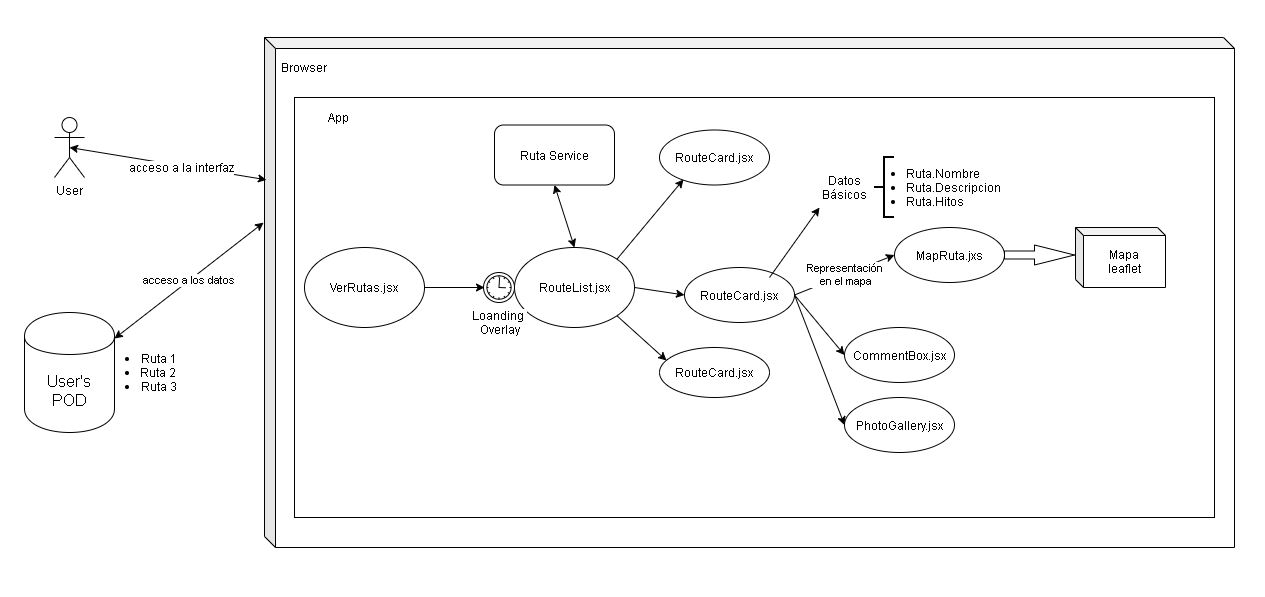 Browser
App
User
acceso a la interfaz
acceso a los datos
User's
POD
Ruta 1
Ruta 2
Ruta 3
VerRutas.jsx
Loanding
Overlay
Ruta Service
RouteList.jsx
RouteCard.jsx
RouteCard.jsx
RouteCard.jsx
Datos
Básicos
Ruta.Nombre
Ruta.Descripcion
Ruta.Hitos
Representación
en el mapa
MapRuta.jxs
Mapa
leaflet
CommentBox.jsx
PhotoGallery.jsx